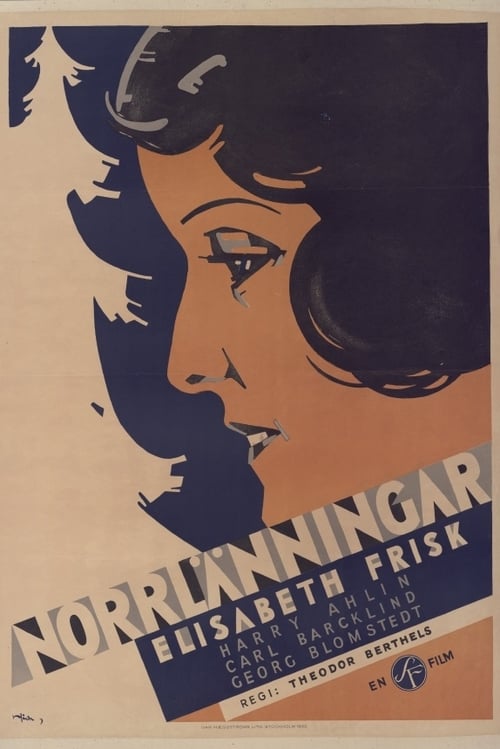 NORRLÄNNINGAR
ELISABETH FRISK
HARRY AHLIN
CARL BARCKLIND
GEORG BLOMSTEDT
REGI: THEODOR BERTHELS
EN SF FILM